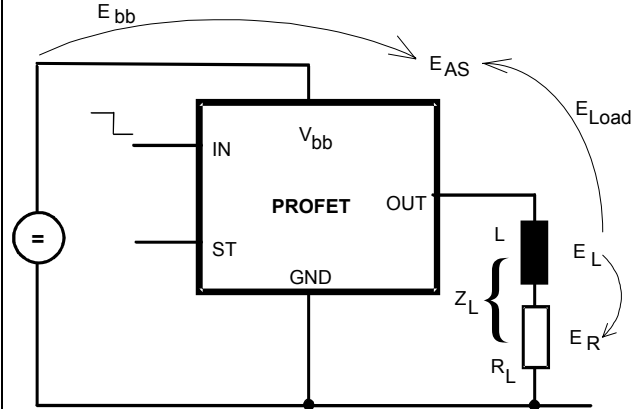 E bb
E AS
E Load
V bb
IN
PROFET
OUT
=
ST
L
E L
GND
Z L {
E R
R L